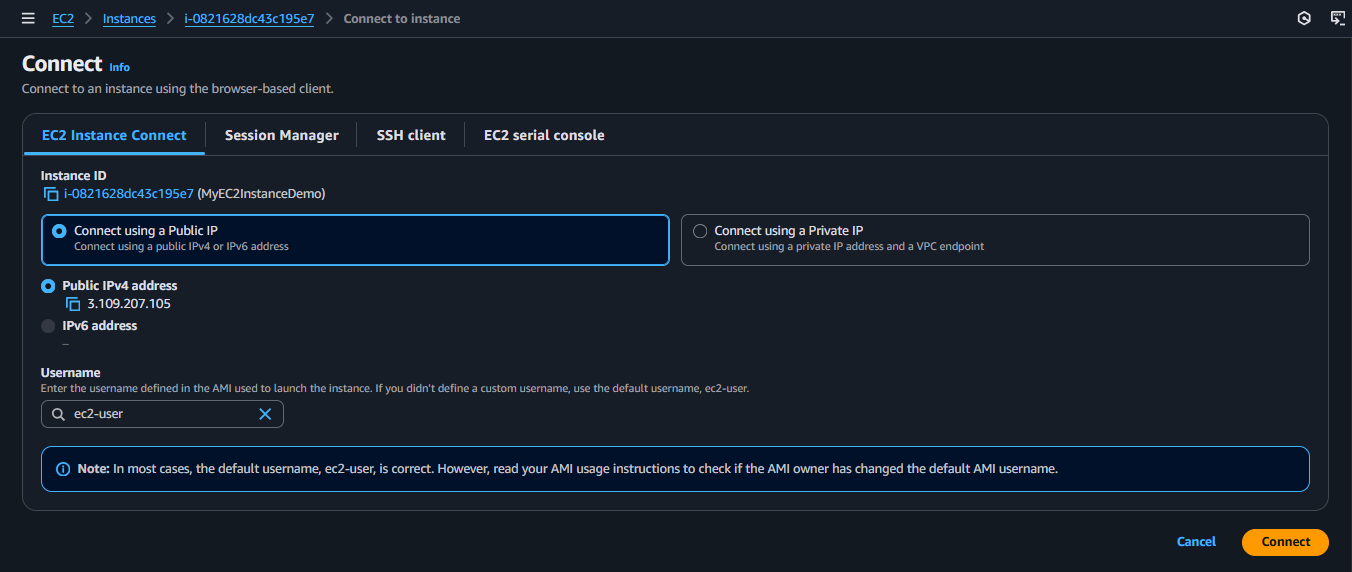 EC2 > Instances > i-0821628dc43c195e7 > Connect to instance
Connect Info
Connect to an instance using the browser-based client.
EC2 Instance Connect Session Manager SSH client EC2 serial console
Instance ID
i-0821628dc43c195e7 (MyEC2InstanceDemo)
Connect using a Public IP
Connect using a public IPv4 or IPv6 address
Connect using a Private IP
Connect using a private IP address and a VPC endpoint
Public IPv4 address
3.109.207.105
IPv6 address
–
Username
Enter the username defined in the AMI used to launch the instance. If you didn't define a custom username, use the default username, ec2-user.
ec2-user
Note: In most cases, the default username, ec2-user, is correct. However, read your AMI usage instructions to check if the AMI owner has changed the default AMI username.
Cancel Connect